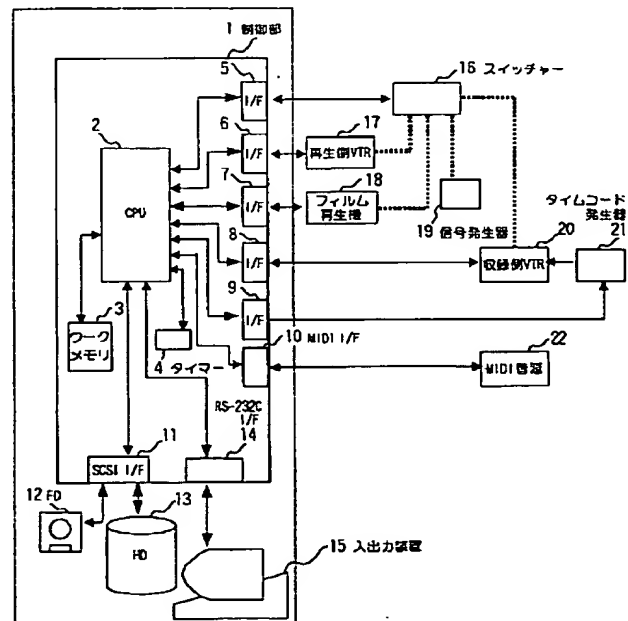 1 制御部
5
I/F
16 スイッチャー
2
CPU
6
I/F
17
再生側VTR
7
I/F
18
フィルム
再生機
19 信号発生器
タイムコード
発生器
21
8
I/F
20
収録側VTR
9
I/F
3
ワーク
メモリ
4 タイマー
10 MIDI I/F
22
MIDI音源
RS-232C
I/F
14
11
SCSI I/F
12 FD
13
HD
15 入出力装置